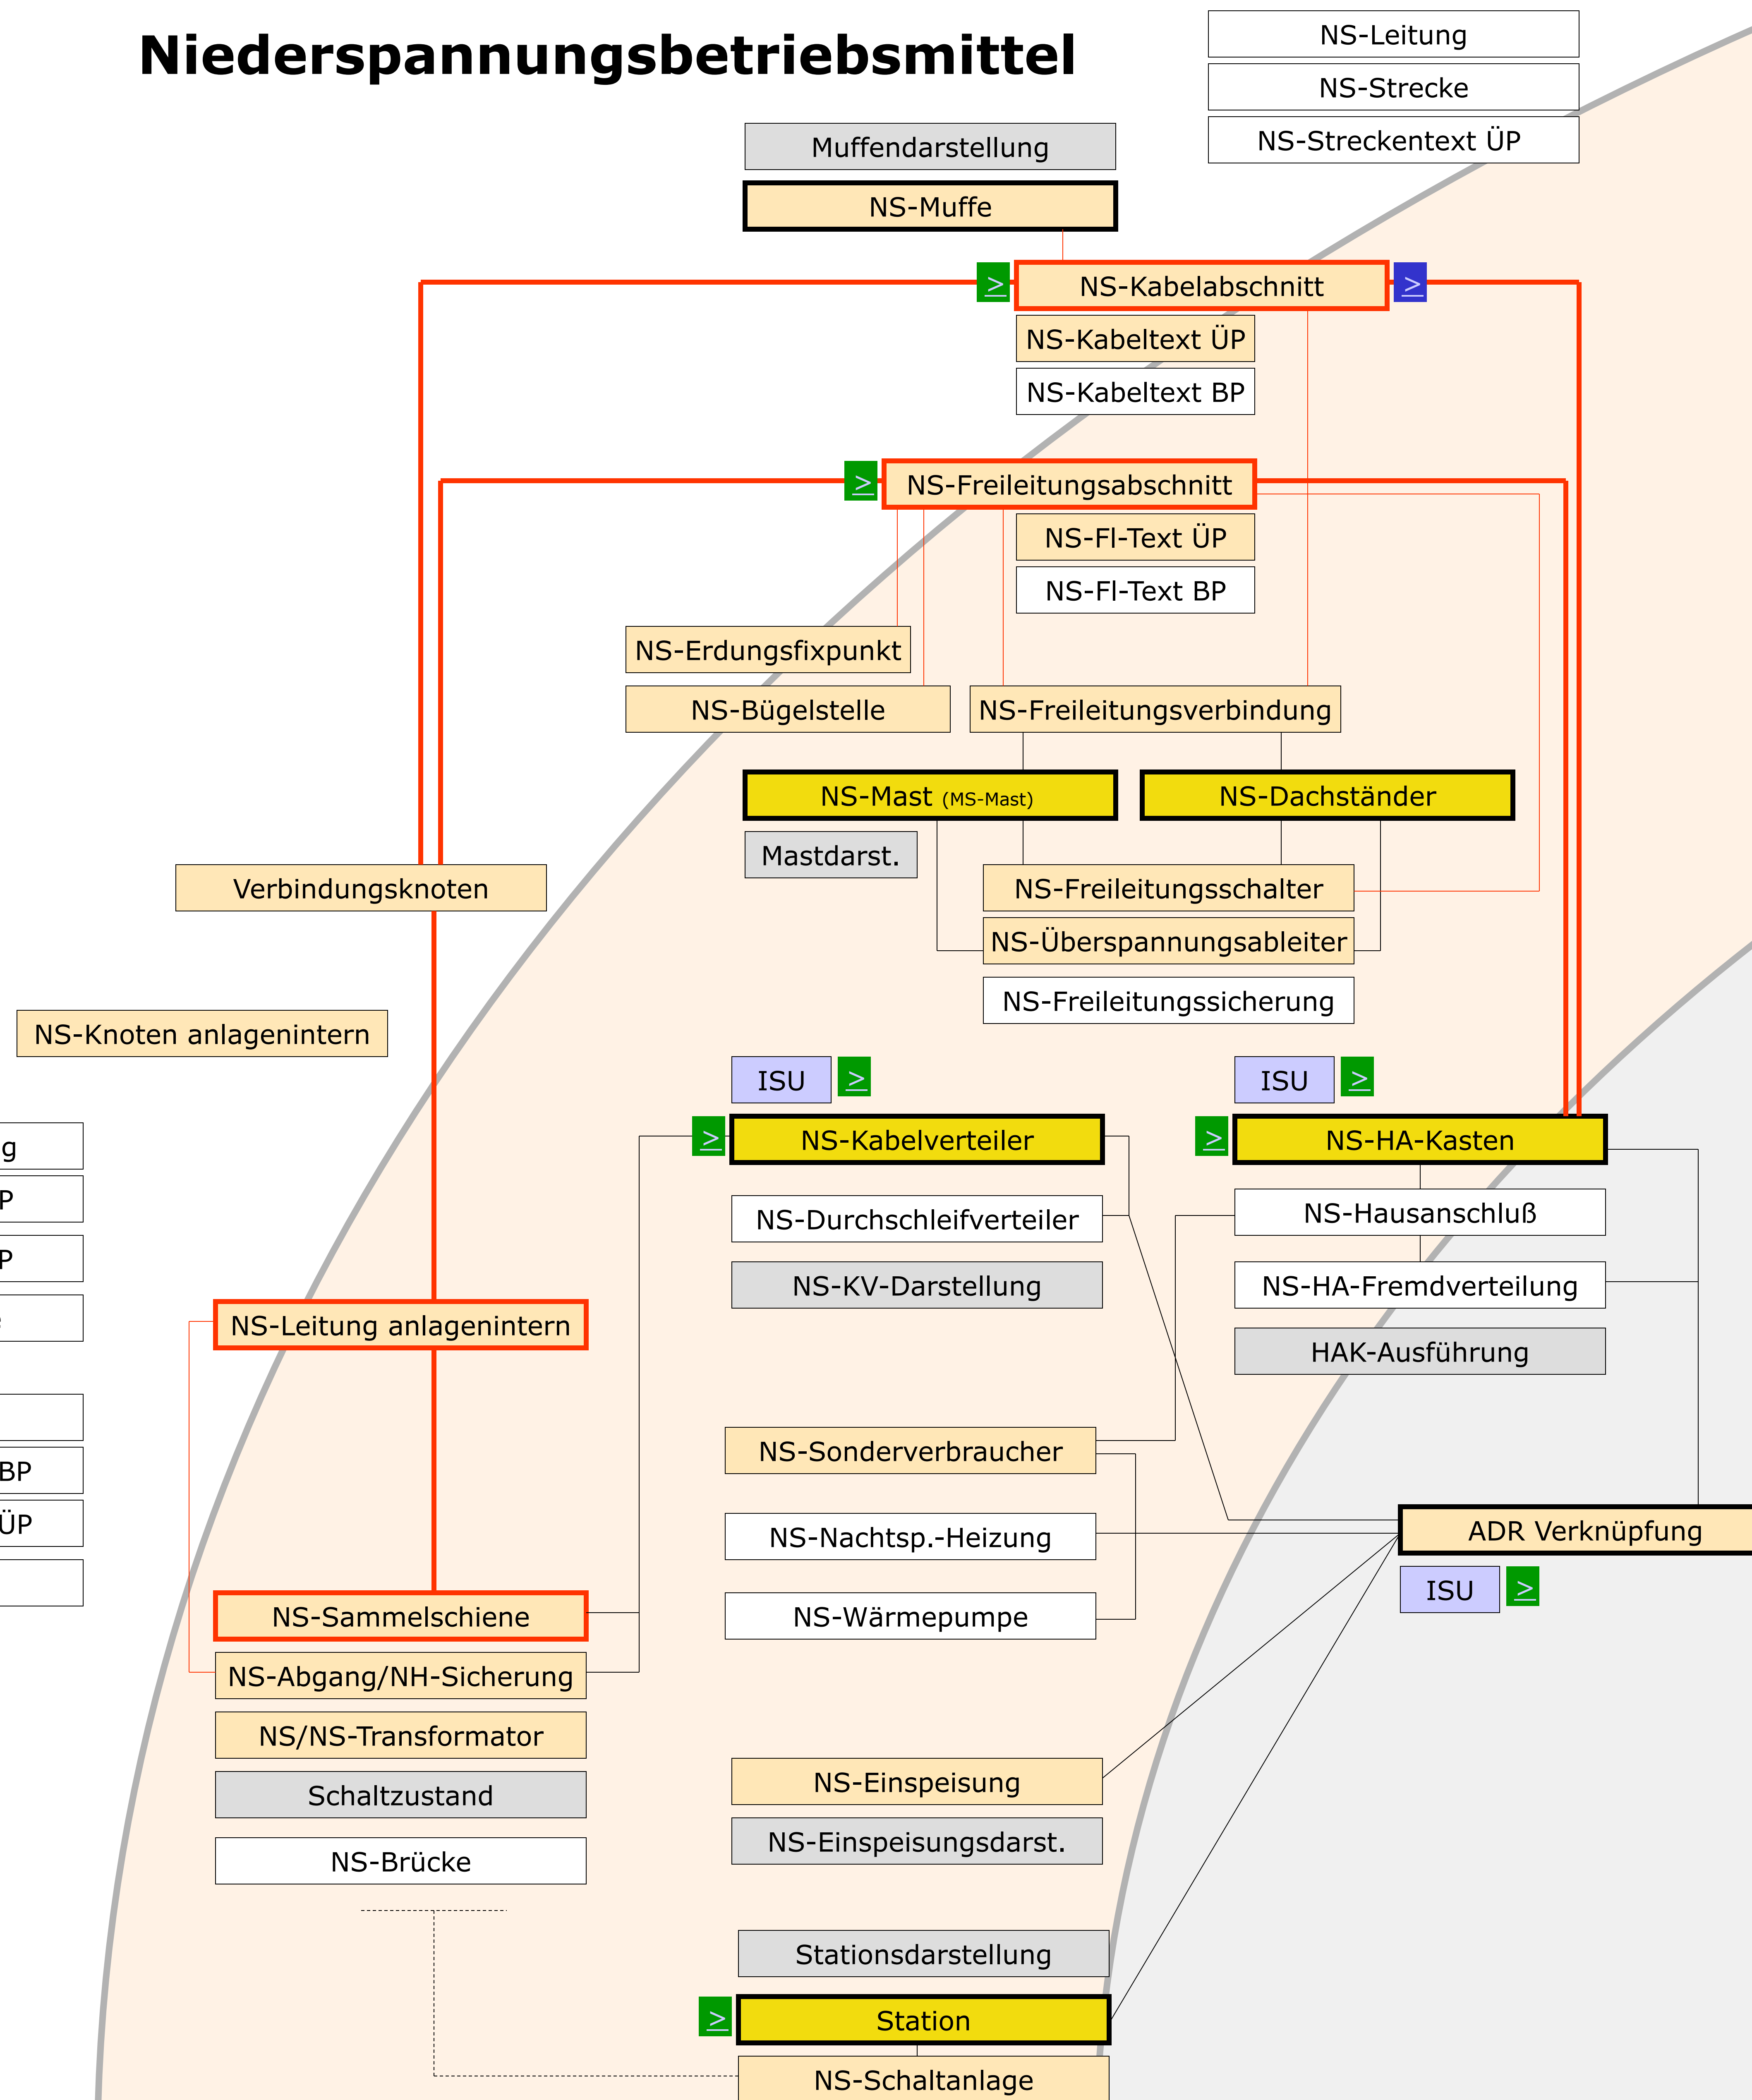 Niederspannungsbetriebsmittel
NS-Leitung
NS-Strecke
NS-Streckentext ÜP
Muffendarstellung
NS-Muffe
>
NS-Kabelabschnitt
>
NS-Kabeltext ÜP
NS-Kabeltext BP
>
NS-Freileitungsabschnitt
NS-Fl-Text ÜP
NS-Fl-Text BP
NS-Erdungsfixpunkt
NS-Bügelstelle
NS-Freileitungsverbindung
NS-Mast (MS-Mast)
NS-Dachständer
Mastdarst.
Verbindungsknoten
NS-Freileitungsschalter
NS-Überspannungsableiter
NS-Freileitungssicherung
NS-Knoten anlagenintern
ISU >
ISU >
g
>
NS-Kabelverteiler
>
NS-HA-Kasten
P
NS-Durchschleifverteiler
NS-Hausanschluß
P
NS-KV-Darstellung
NS-HA-Fremdverteilung
NS-Leitung anlagenintern
HAK-Ausführung
NS-Sonderverbraucher
BP
ÜP
NS-Nachtsp.-Heizung
ADR Verknüpfung
ISU >
NS-Sammelschiene
NS-Wärmepumpe
NS-Abgang/NH-Sicherung
NS/NS-Transformator
NS-Einspeisung
Schaltzustand
NS-Einspeisungsdarst.
NS-Brücke
Stationsdarstellung
>
Station
NS-Schaltanlage